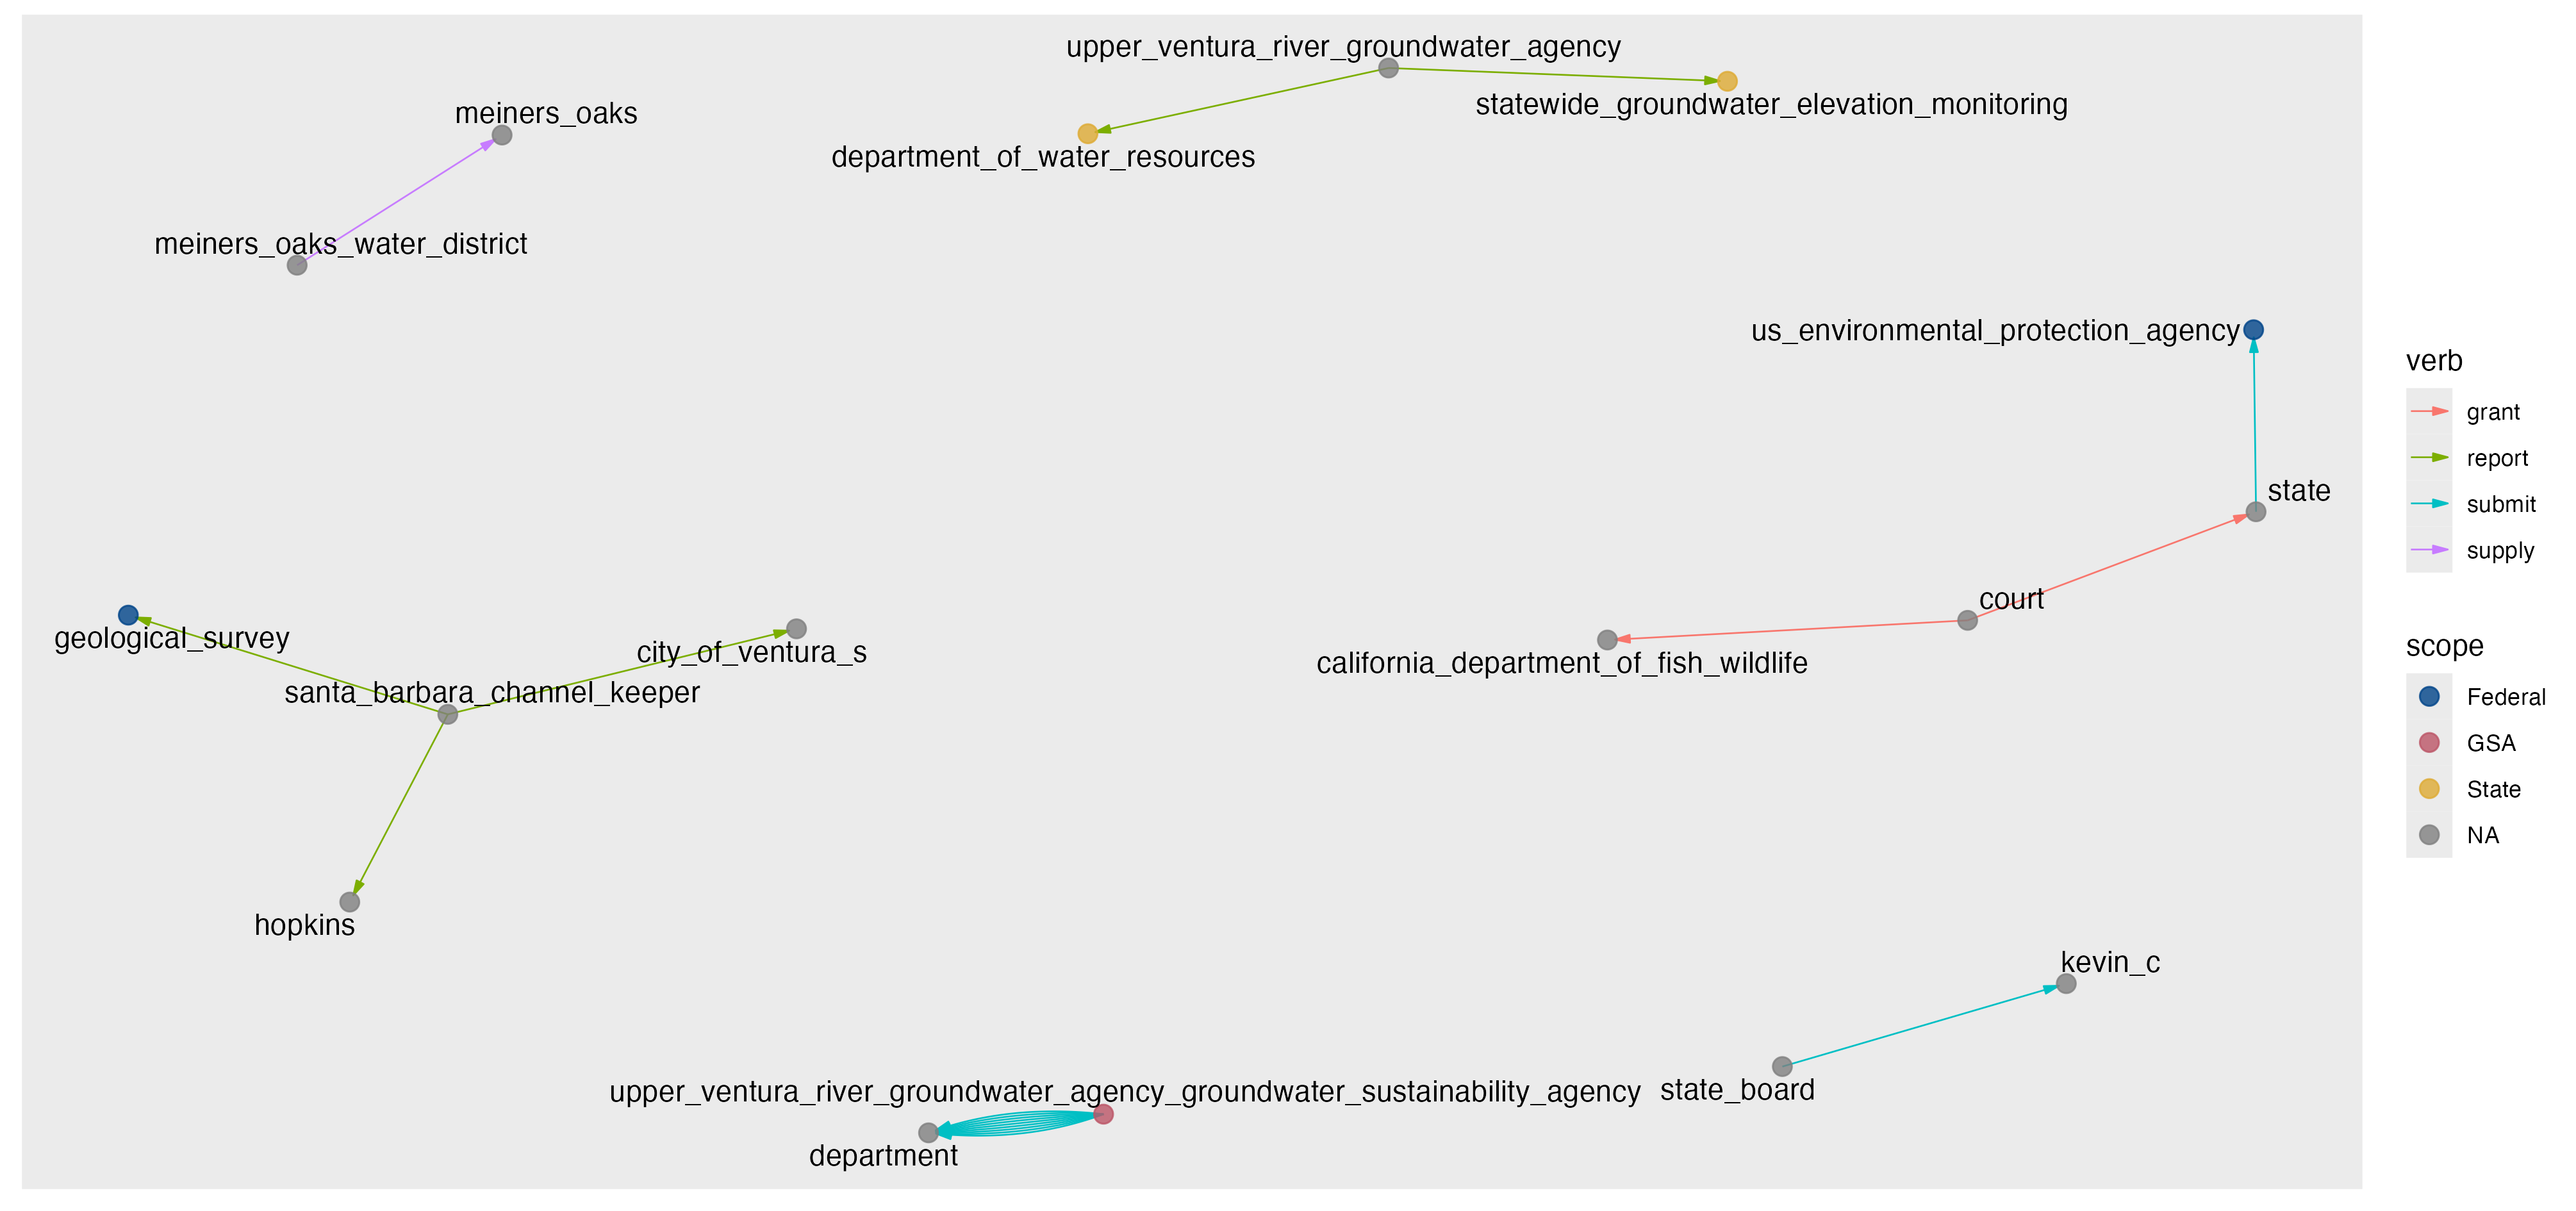 upper_ventura_river_groundwater_agency
statewide_groundwater_elevation_monitoring
meiners_oaks
department_of_water_resources
meiners_oaks_water_district
us_environmental_protection_agency
state
court
california_department_of_fish_wildlife
geological_survey
city_of_ventura_s
santa_barbara_channel_keeper
hopkins
kevin_c
state_board
upper_ventura_river_groundwater_agency_groundwater_sustainability_agency
department
verb
grant
report
submit
supply
scope
Federal
GSA
State
NA